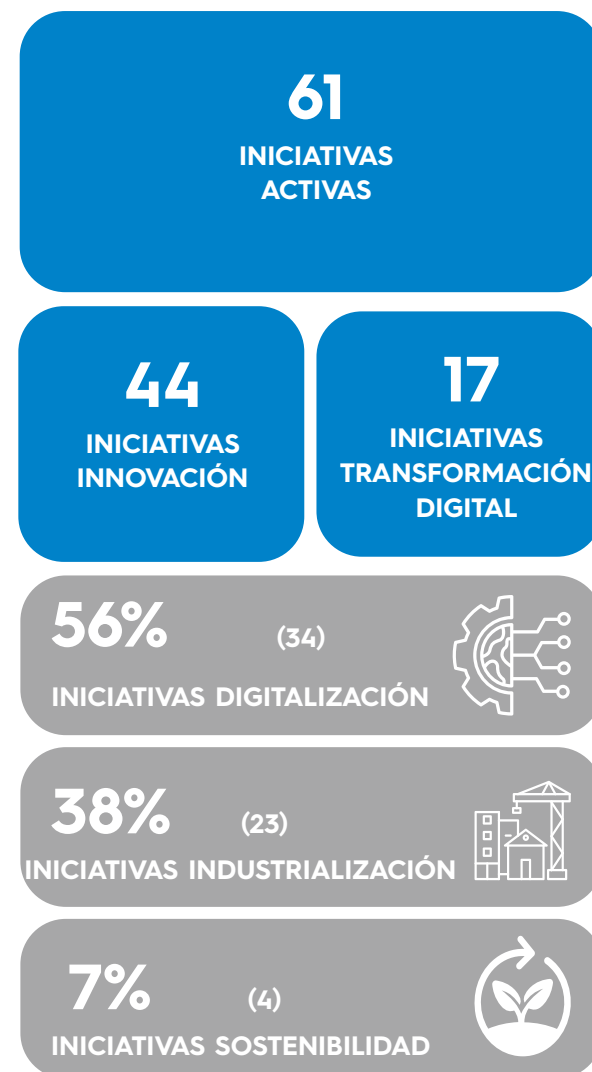 61
INICIATIVAS
ACTIVAS
44
INICIATIVAS
INNOVACIÓN
17
INICIATIVAS
TRANSFORMACIÓN
DIGITAL
56% (34)
INICIATIVAS DIGITALIZACIÓN
38% (23)
INICIATIVAS INDUSTRIALIZACIÓN
7% (4)
INICIATIVAS SOSTENIBILIDAD